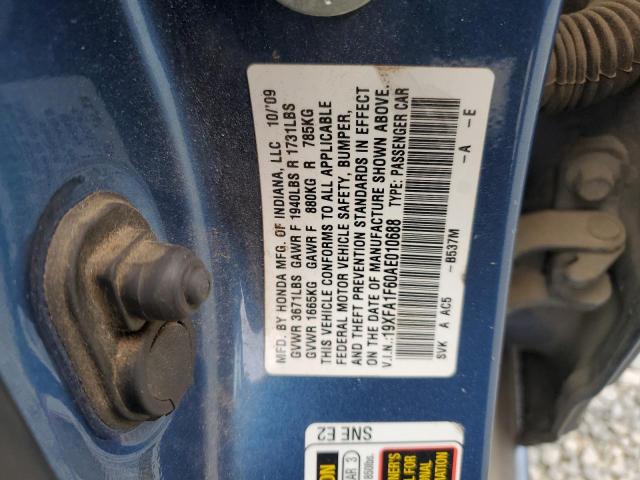 MFD. BY HONDA MFG. OF INDIANA, LLC 10/'09
GVWR 3671LBS GAWR F 1940LBS R 1731LBS
GVWR 1665KG GAWR F 880KG R 785KG
THIS VEHICLE CONFORMS TO ALL APPLICABLE
FEDERAL MOTOR VEHICLE SAFETY, BUMPER,
AND THEFT PREVENTION STANDARDS IN EFFECT
ON THE DATE OF MANUFACTURE SHOWN ABOVE.
V.I.N.:19XFA1F60AE010688 TYPE: PASSENGER CAR
SVK A AC5 -B537M -A -E
SNE E2
850lbs.